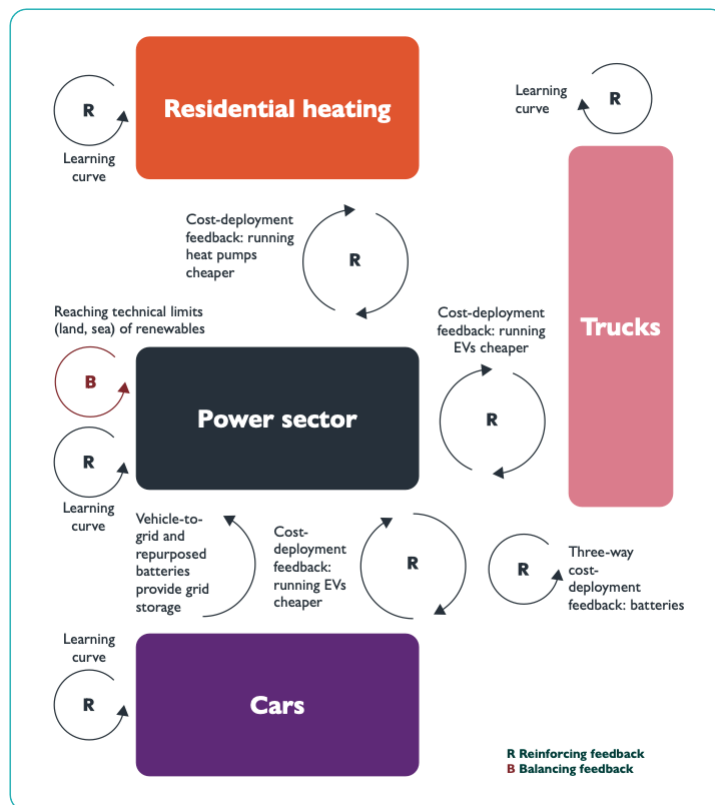 Residential heating
R
Learning
curve
Learning
curve
R
Cost-deployment
feedback: running
heat pumps
cheaper
R
Trucks
Reaching technical limits
(land, sea) of renewables
B
Cost-deployment
feedback: running
EVs cheaper
R
Power sector
R
Learning
curve
Vehicle-to-
grid and
repurposed
batteries
provide grid
storage
Cost-
deployment
feedback:
running EVs
cheaper
R
R
Three-way
cost-
deployment
feedback: batteries
Learning
curve
R
Cars
R Reinforcing feedback
B Balancing feedback